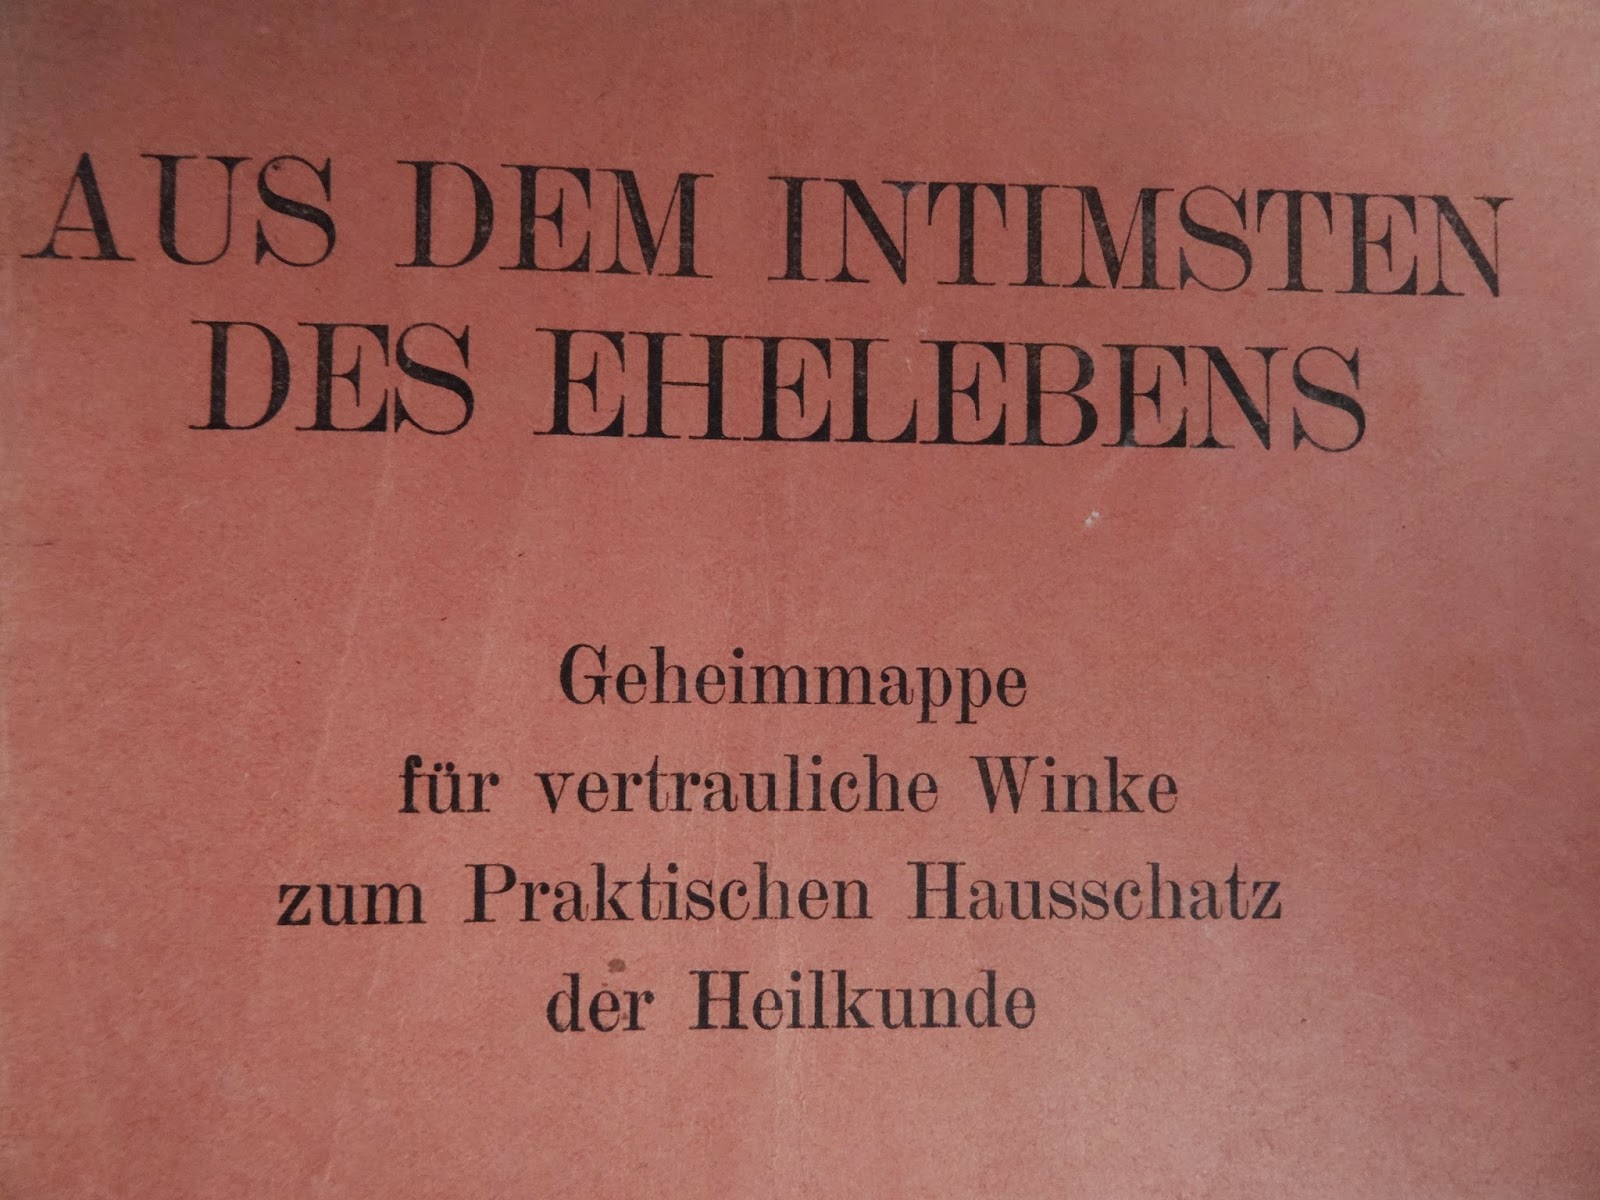 AUS DEM INTIMSTEN
DES EHELEBENS
Geheimmappe
für vertrauliche Winke
zum Praktischen Hausschatz
der Heilkunde